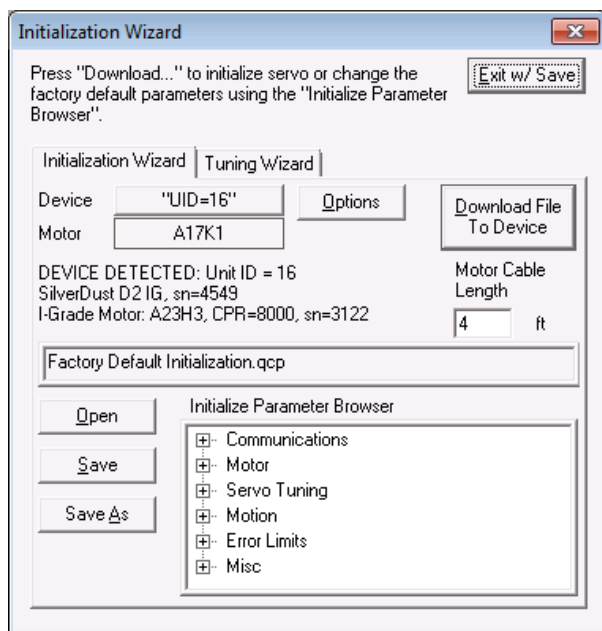 Initialization Wizard
Press "Download..." to initialize servo or change the
factory default parameters using the "Initialize Parameter
Browser".
Exit w/ Save
Initialization Wizard
Tuning Wizard
Device
"UID=16"
Options
Download File
To Device
Motor
A17K1
DEVICE DETECTED: Unit ID = 16
SilverDust D2 IG, sn=4549
I-Grade Motor: A23H3, CPR=8000, sn=3122
Motor Cable
Length
4
ft
Factory Default Initialization.qcp
Open
Save
Save As
Initialize Parameter Browser
Communications
Motor
Servo Tuning
Motion
Error Limits
Misc